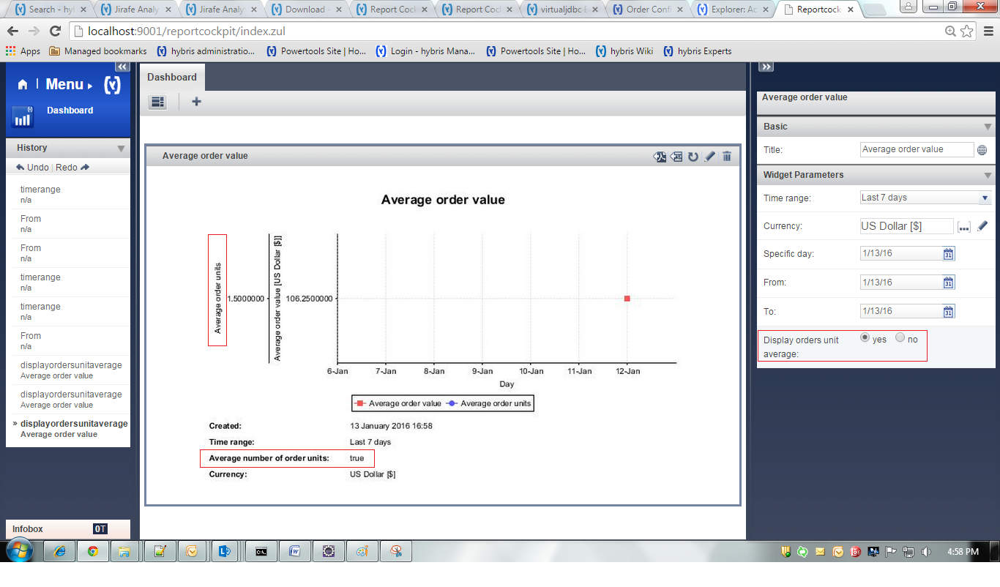 Search - hyl
Jirafe Analy
Jirafe Analy
Download -
Report Cock
Report Cock
virtualjdbc
Order Confi
Explorer: Ac
Reportcock
localhost:9001/reportcockpit/index.zul
Apps
Managed bookmarks
hybris administratio...
Powertools Site | Ho...
Login - hybris Mana...
Powertools Site | Ho...
hybris Wiki
hybris Experts
Menu
Dashboard
History
Undo | Redo
timerange
n/a
From
n/a
From
n/a
timerange
n/a
timerange
n/a
From
n/a
displayordersunitaverage
Average order value
displayordersunitaverage
Average order value
» displayordersunitaverage
Average order value
Infobox 0T
Dashboard
Average order value
Average order value
Average order units
1.5000000
Average order value [US Dollar [$]]
106.2500000
6-Jan 7-Jan 8-Jan 9-Jan 10-Jan 11-Jan 12-Jan
Day
Average order value Average order units
Created: 13 January 2016 16:58
Time range: Last 7 days
Average number of order units: true
Currency: US Dollar [$]
Average order value
Basic
Title: Average order value
Widget Parameters
Time range: Last 7 days
Currency: US Dollar [$] [...]
Specific day: 1/13/16 31
From: 1/13/16 31
To: 1/13/16 31
Display orders unit yes no
average:
4:58 PM